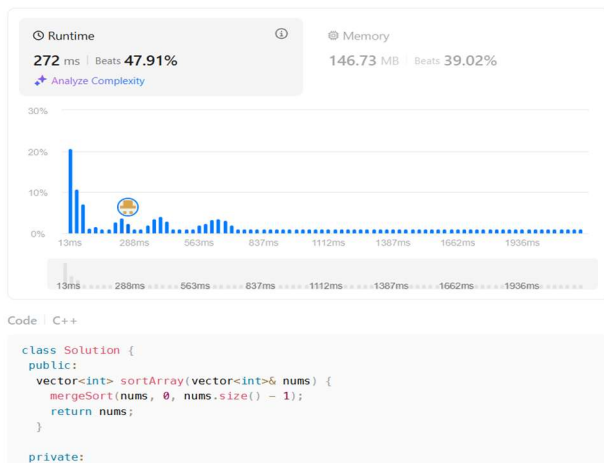 Runtime
Memory
272 ms | Beats 47.91%
146.73 MB | Beats 39.02%
Analyze Complexity
30%
20%
10%
0%
13ms 288ms 563ms 837ms 1112ms 1387ms 1662ms 1936ms
13ms 288ms 563ms 837ms 1112ms 1387ms 1662ms 1936ms
Code | C++
class Solution {
public:
vector<int> sortArray(vector<int>& nums) {
mergeSort(nums, 0, nums.size() - 1);
return nums;
}
private: